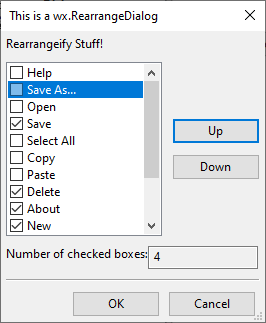 This is a wx.RearrangeDialog
Rearrangeify Stuff!
Help
Save As...
Open
Save
Select All
Copy
Paste
Delete
About
New
Up
Down
Number of checked boxes: 4
OK
Cancel